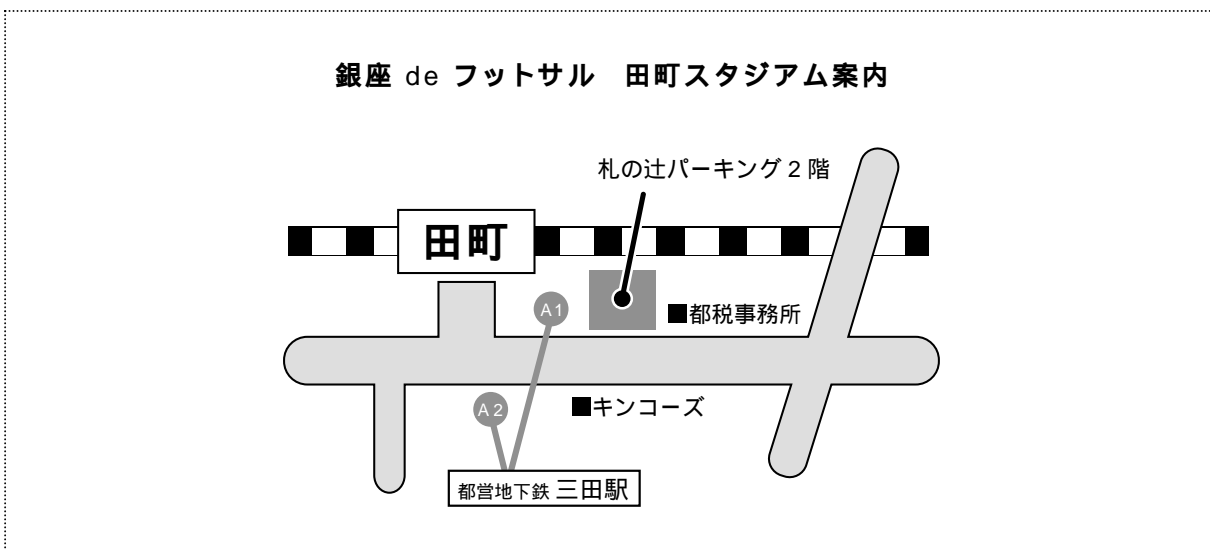 銀座 de フットサル　田町スタジアム案内
札の辻パーキング 2 階
田町
A1
■都税事務所
A2
■キンコーズ
都営地下鉄 三田駅